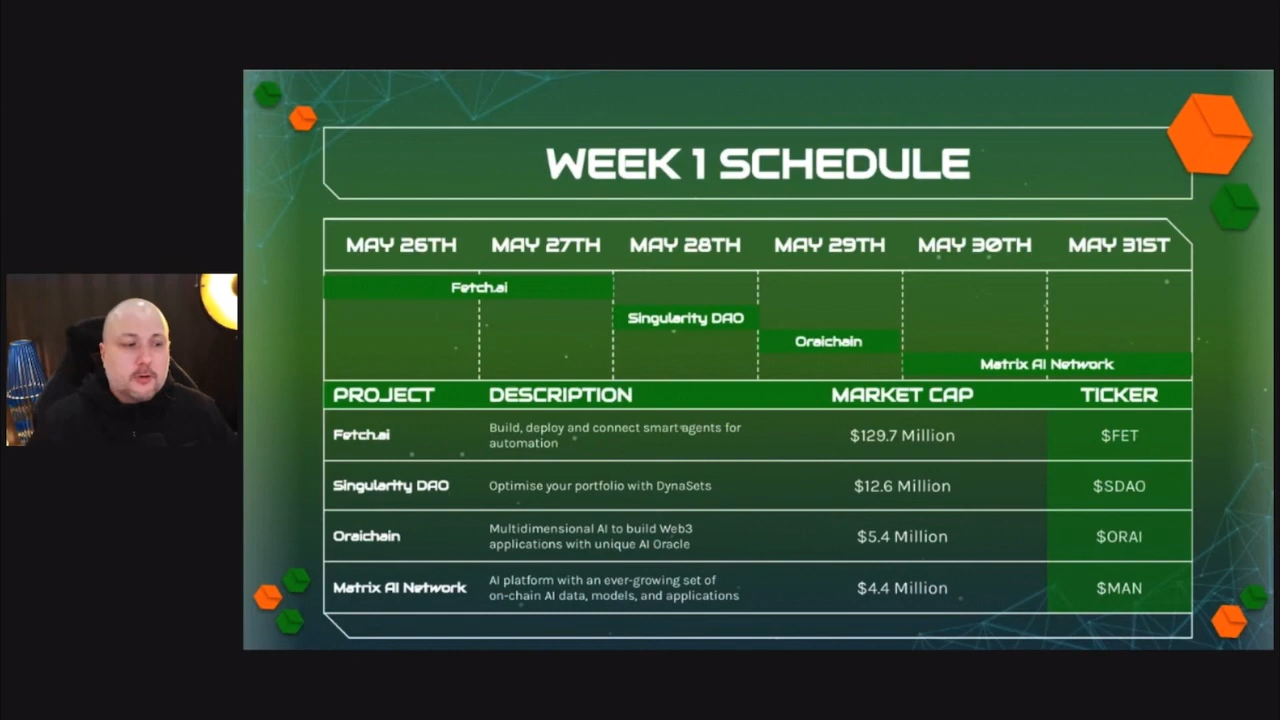 WEEK 1 SCHEDULE
MAY 26TH MAY 27TH MAY 28TH MAY 29TH MAY 30TH MAY 31ST
Fetch.ai
Singularity DAO
Oraichain
Matrix AI Network
PROJECT DESCRIPTION MARKET CAP TICKER
Fetch.ai
Build, deploy and connect smart agents for
automation
$129.7 Million
$FET
Singularity DAO
Optimise your portfolio with DynaSets
$12.6 Million
$SDAO
Oraichain
Multidimensional AI to build Web3
applications with unique AI Oracle
$5.4 Million
$ORAI
Matrix AI Network
AI platform with an ever-growing set of
on-chain AI data, models, and applications
$4.4 Million
$MAN